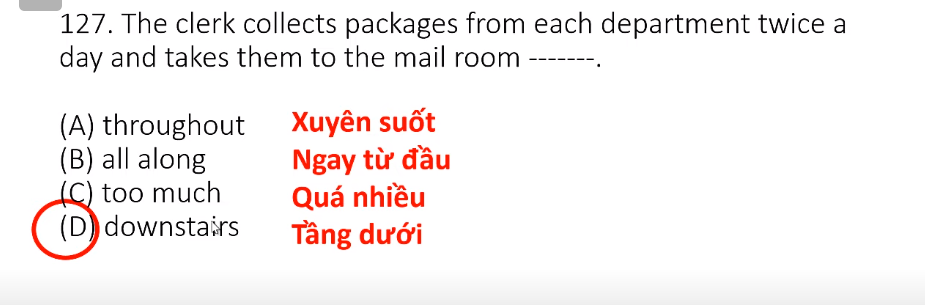 127. The clerk collects packages from each department twice a
day and takes them to the mail room -------.
(A) throughout Xuyên suốt
(B) all along Ngay từ đầu
(C) too much Quá nhiều
(D) downstairs Tầng dưới